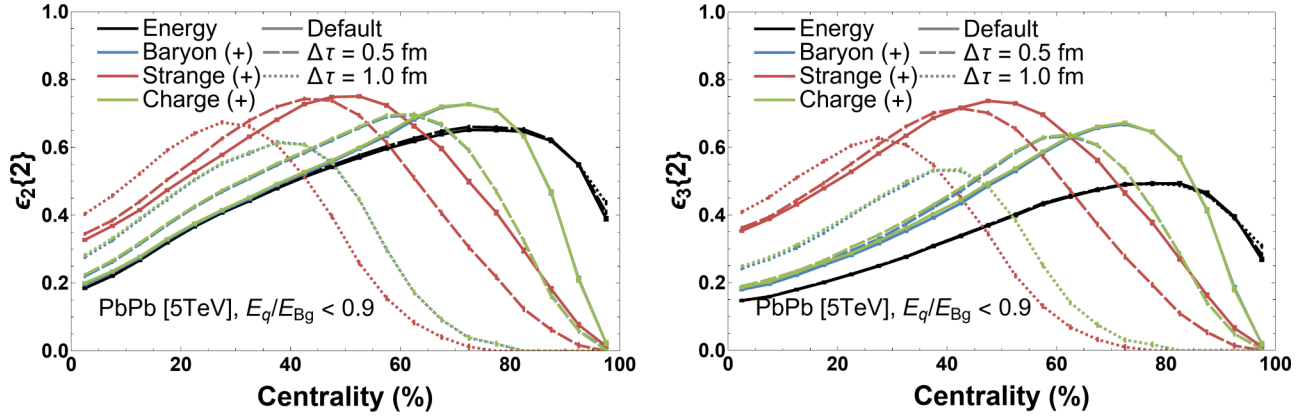 1.0
0.8
0.6
0.4
0.2
0.0
ϵ₂{2}
Energy
Baryon (+)
Strange (+)
Charge (+)
Default
Δτ = 0.5 fm
Δτ = 1.0 fm
PbPb [5TeV], E_q/E_Bg < 0.9
0 20 40 60 80 100
Centrality (%)
1.0
0.8
0.6
0.4
0.2
0.0
ϵ₃{2}
Energy
Baryon (+)
Strange (+)
Charge (+)
Default
Δτ = 0.5 fm
Δτ = 1.0 fm
PbPb [5TeV], E_q/E_Bg < 0.9
0 20 40 60 80 100
Centrality (%)